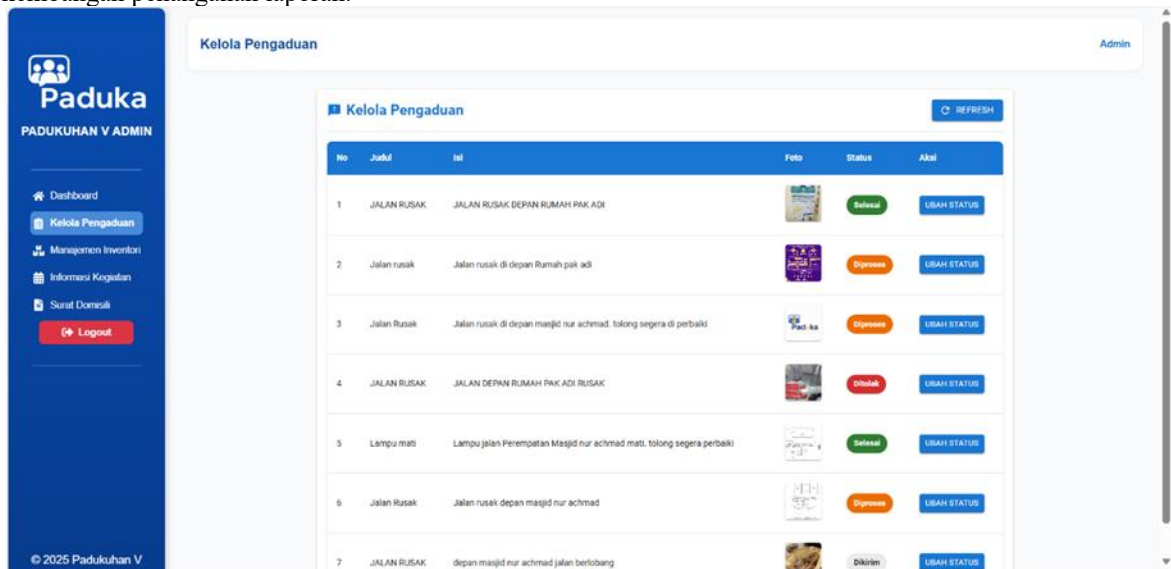 Paduka
PADUKUHAN V ADMIN
Dashboard
Kelola Pengaduan
Manajemen Inventori
Informasi Kegiatan
Surat Domisili
Logout
© 2025 Padukuhan V
Kelola Pengaduan Admin
Kelola Pengaduan REFRESH
No Judul Isi Foto Status Aksi
1 JALAN RUSAK JALAN RUSAK DEPAN RUMAH PAK ADI Selesai UBAH STATUS
2 Jalan rusak Jalan rusak di depan Rumah pak adi Diproses UBAH STATUS
3 Jalan Rusak Jalan rusak di depan masjid nur achmad. tolong segera di perbaiki Diproses UBAH STATUS
4 JALAN RUSAK JALAN DEPAN RUMAH PAK ADI RUSAK Ditolak UBAH STATUS
5 Lampu mati Lampu jalan Perempatan Masjid nur achmad mati. tolong segera perbaiki Selesai UBAH STATUS
6 Jalan Rusak Jalan rusak depan masjid nur achmad Diproses UBAH STATUS
7 JALAN RUSAK depan masjid nur achmad jalan berlobang Dikirim UBAH STATUS